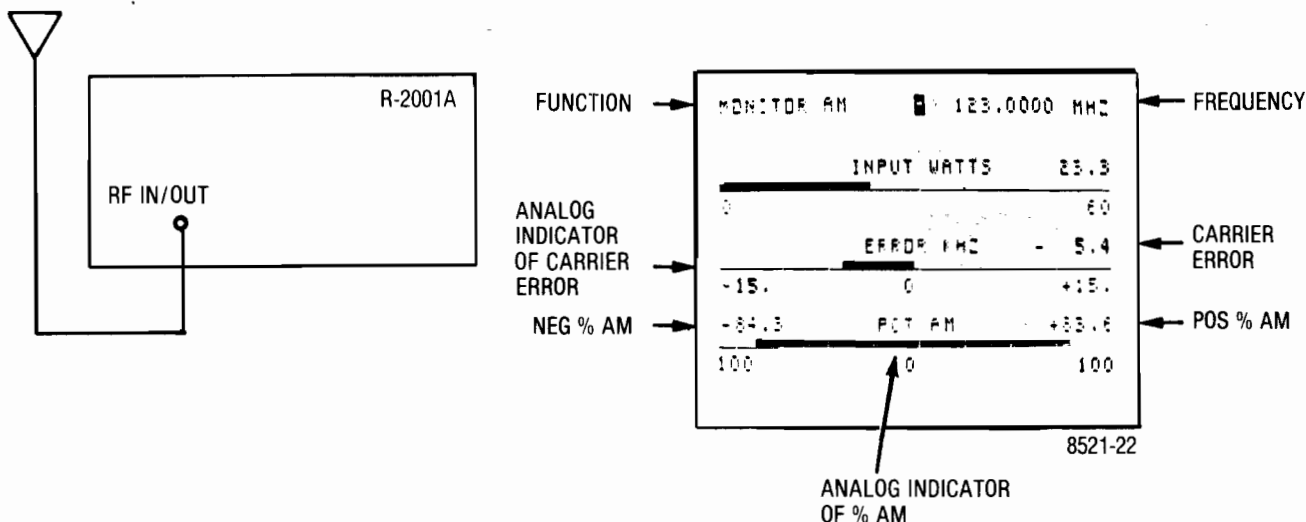 R-2001A
RF IN/OUT
FUNCTION
MONITOR AM 123.0000 MHZ
FREQUENCY
INPUT WATTS 23.3
0 60
ANALOG
INDICATOR
OF CARRIER
ERROR
ERROR KHZ - 5.4
CARRIER
ERROR
-15. 0 +15.
NEG % AM
-84.3 PCT AM +83.6
POS % AM
100 0 100
8521-22
ANALOG INDICATOR
OF % AM